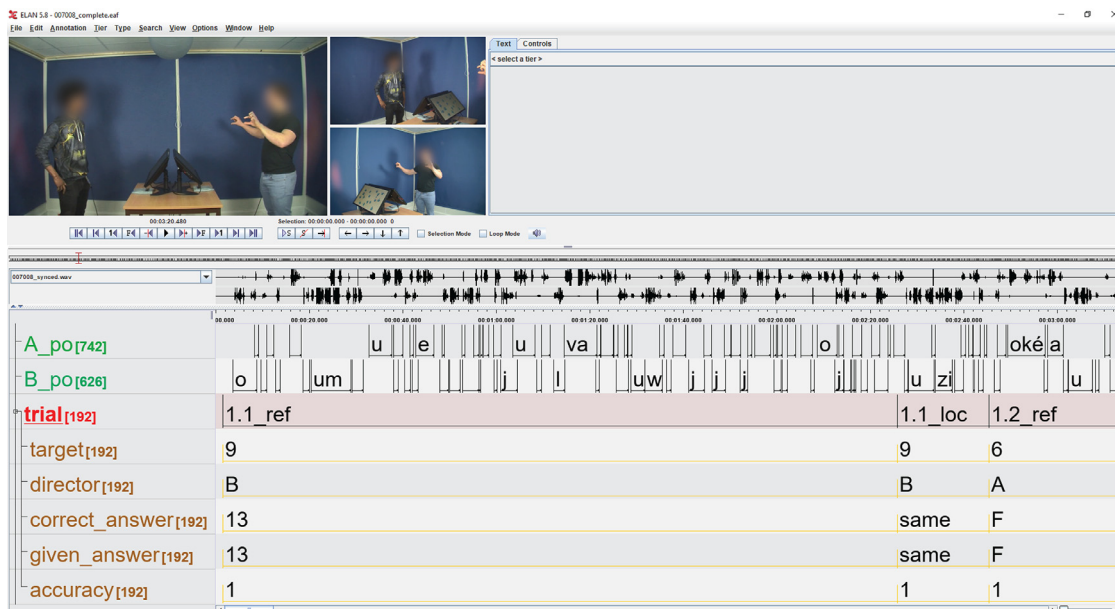 ELAN 5.8 - 007008_complete.eaf
File Edit Annotation Tier Type Search View Options Window Help
Text Controls
< select a tier >
00:03:20.480
Selection: 00:00:00.000 - 00:00:00.000 0
Selection Mode Loop Mode
007008_synced.wav
00.000 00:00:20.000 00:00:40.000 00:01:00.000 00:01:20.000 00:01:40.000 00:02:00.000 00:02:20.000 00:02:40.000 00:03:00.000
A_po[742] u e u va o oké a
B_po[626] o um j l u w j j j j u zi u
trial[192] 1.1_ref 1.1_loc 1.2_ref
target[192] 9 9 6
director[192] B B A
correct_answer[192] 13 same F
given_answer[192] 13 same F
accuracy[192] 1 1 1